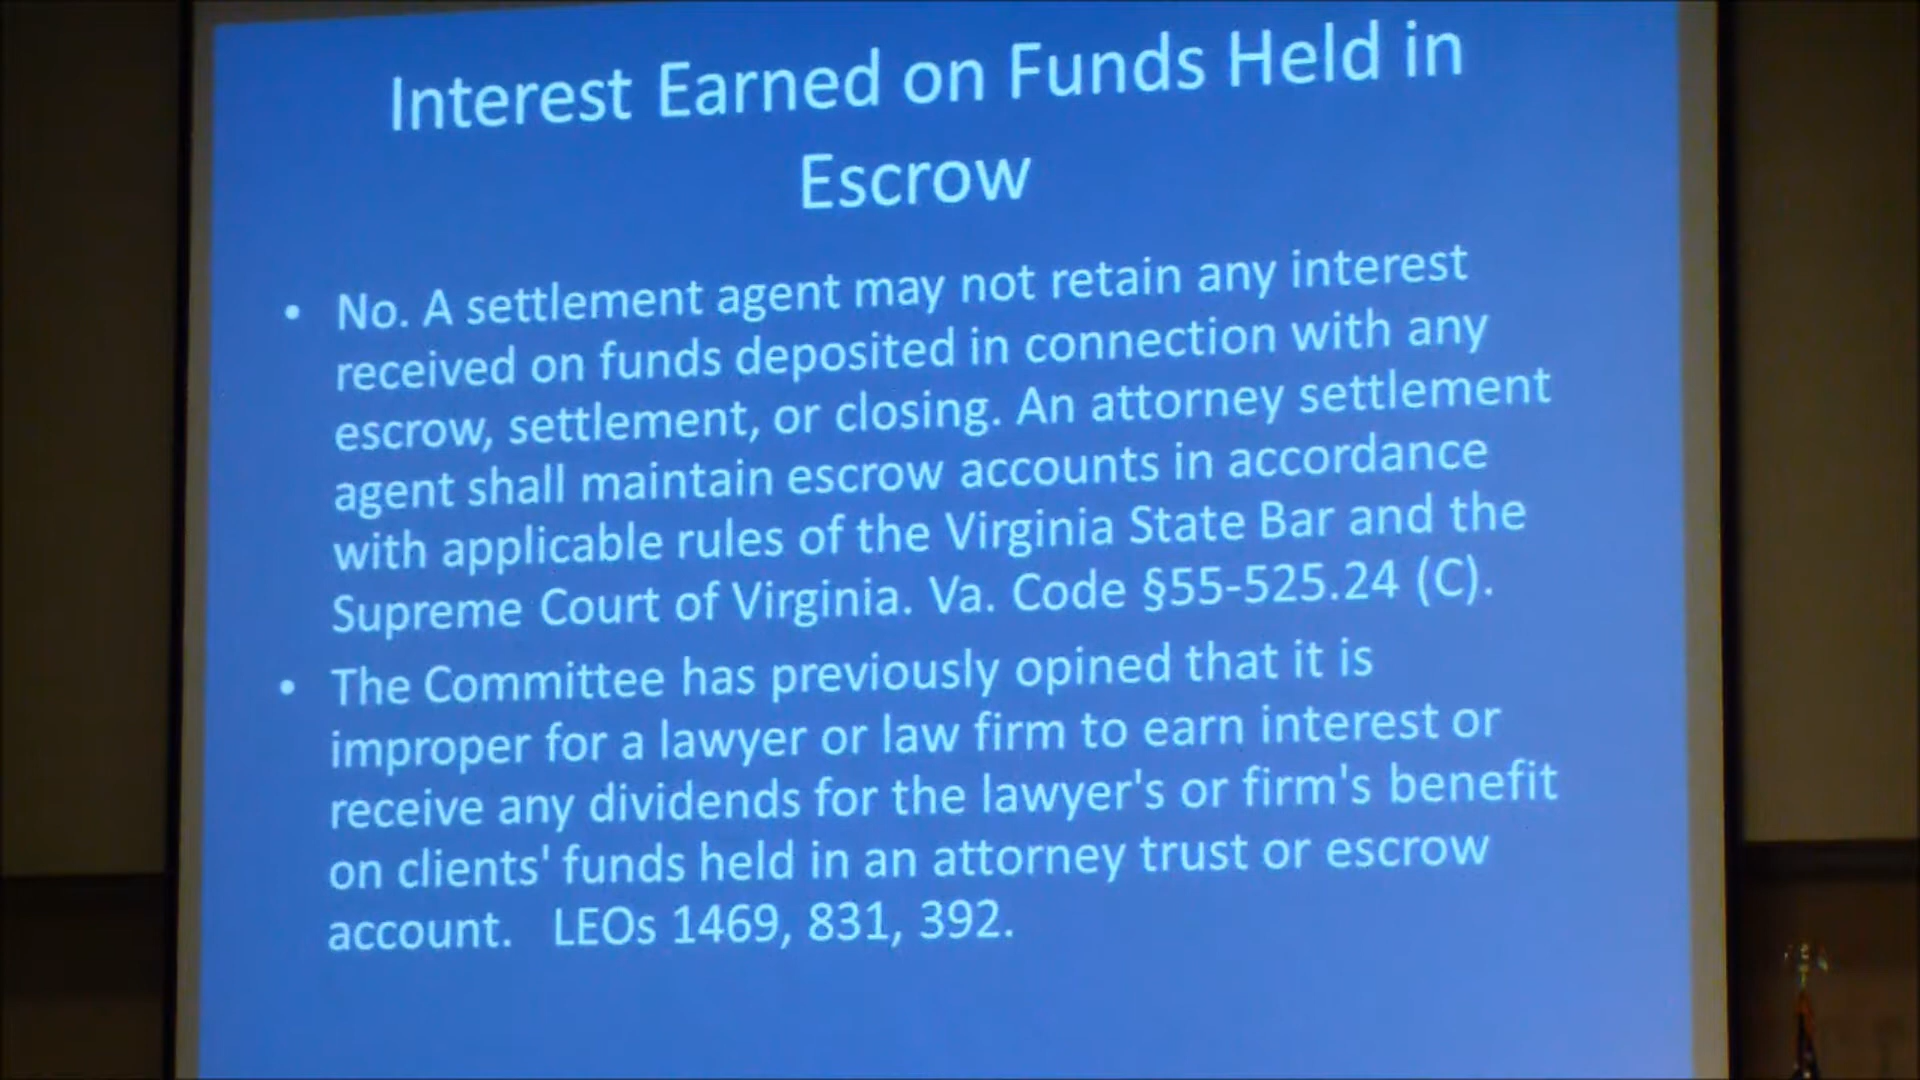 Interest Earned on Funds Held in
Escrow
• No. A settlement agent may not retain any interest
received on funds deposited in connection with any
escrow, settlement, or closing. An attorney settlement
agent shall maintain escrow accounts in accordance
with applicable rules of the Virginia State Bar and the
Supreme Court of Virginia. Va. Code §55-525.24 (C).
• The Committee has previously opined that it is
improper for a lawyer or law firm to earn interest or
receive any dividends for the lawyer's or firm's benefit
on clients' funds held in an attorney trust or escrow
account. LEOs 1469, 831, 392.